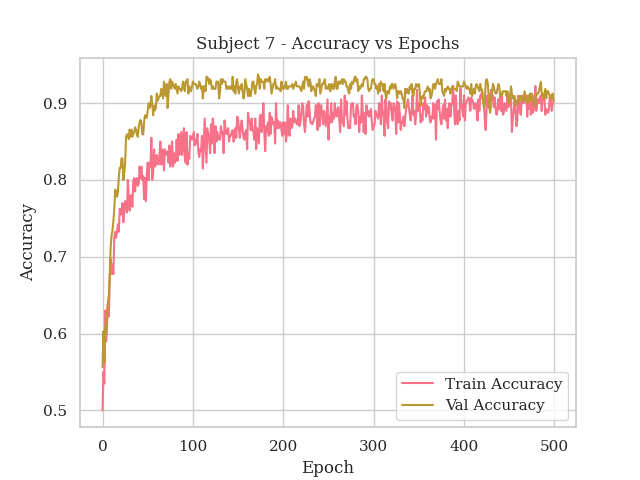 Subject 7 - Accuracy vs Epochs
Accuracy
0.9
0.8
0.7
0.6
0.5
0 100 200 300 400 500
Epoch
Train Accuracy
Val Accuracy